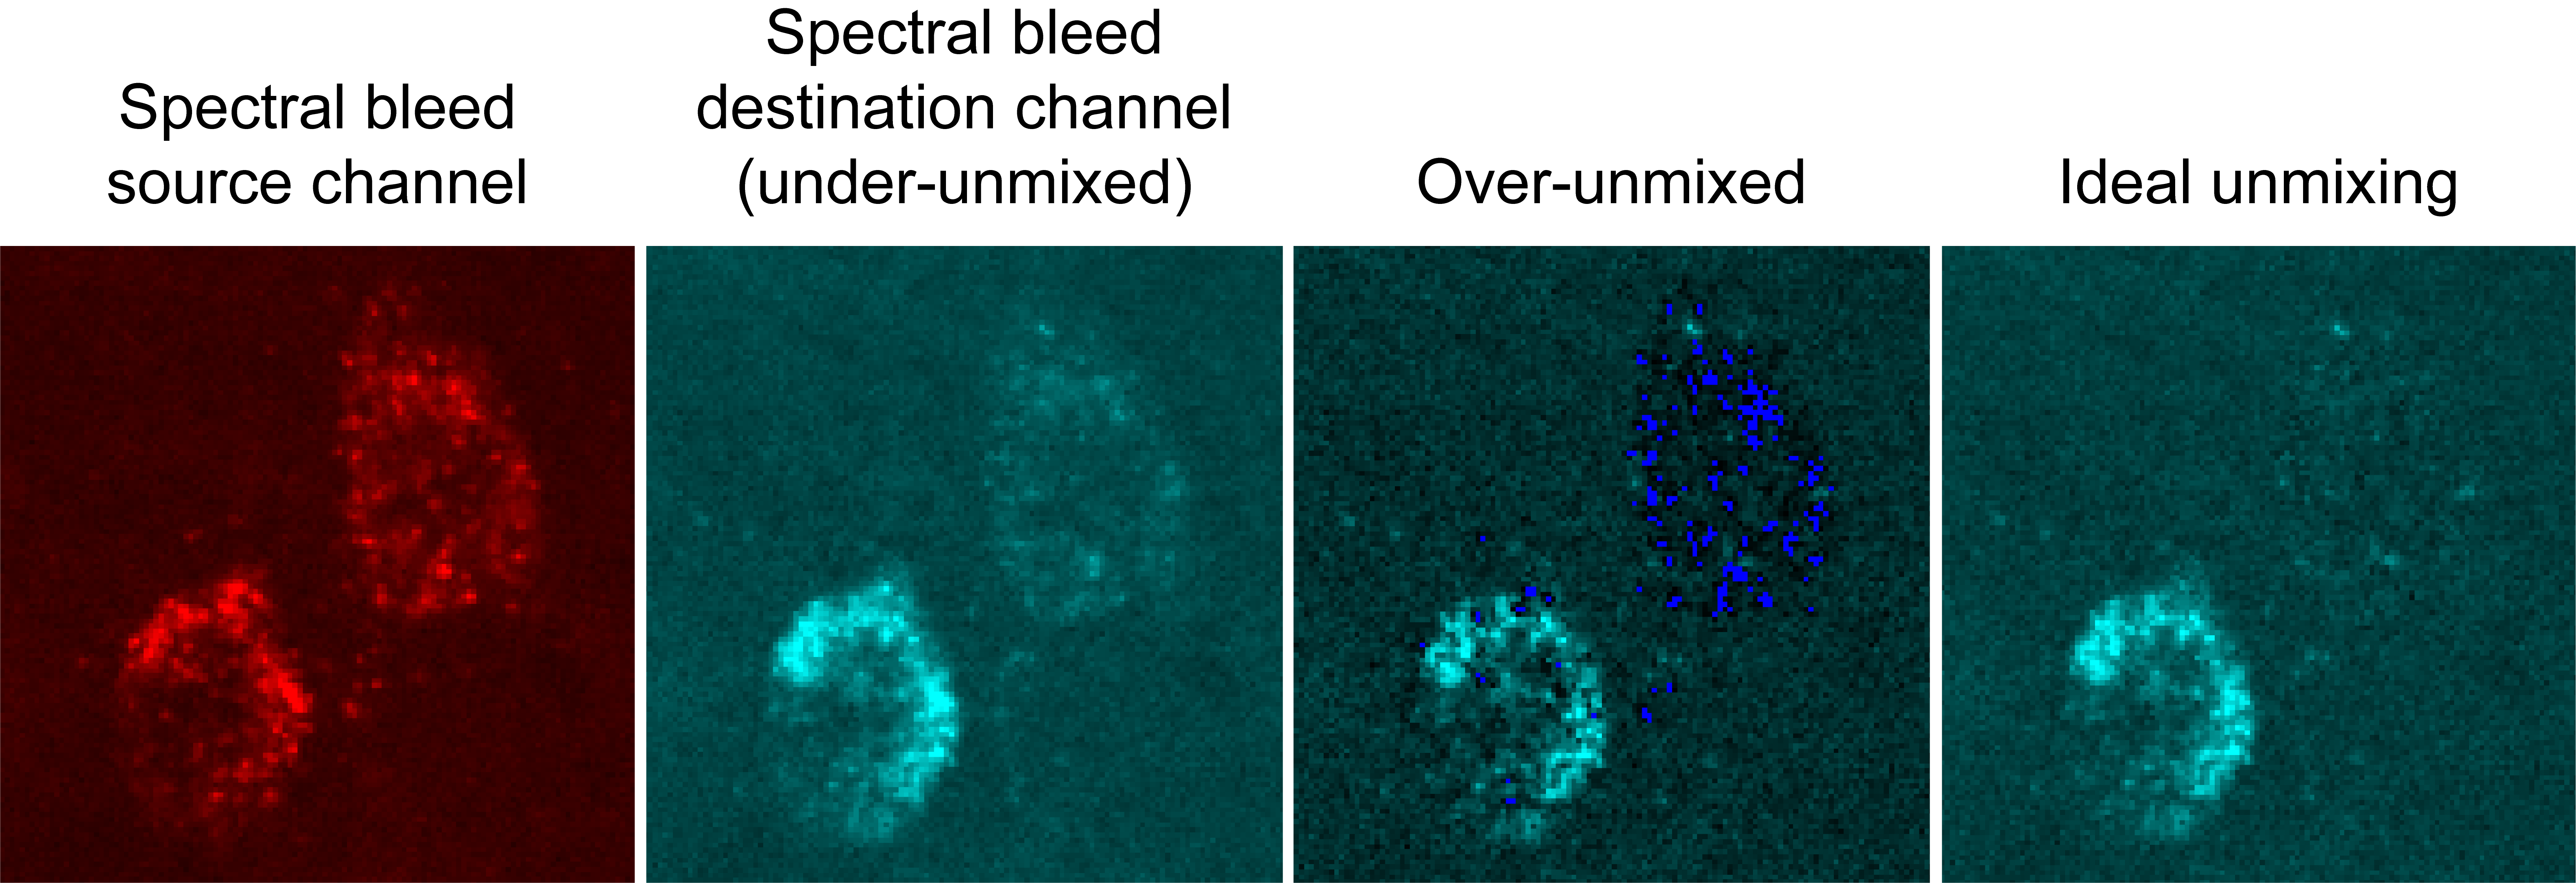 Spectral bleed
source channel
Spectral bleed
destination channel
(under-unmixed)
Over-unmixed
Ideal unmixing